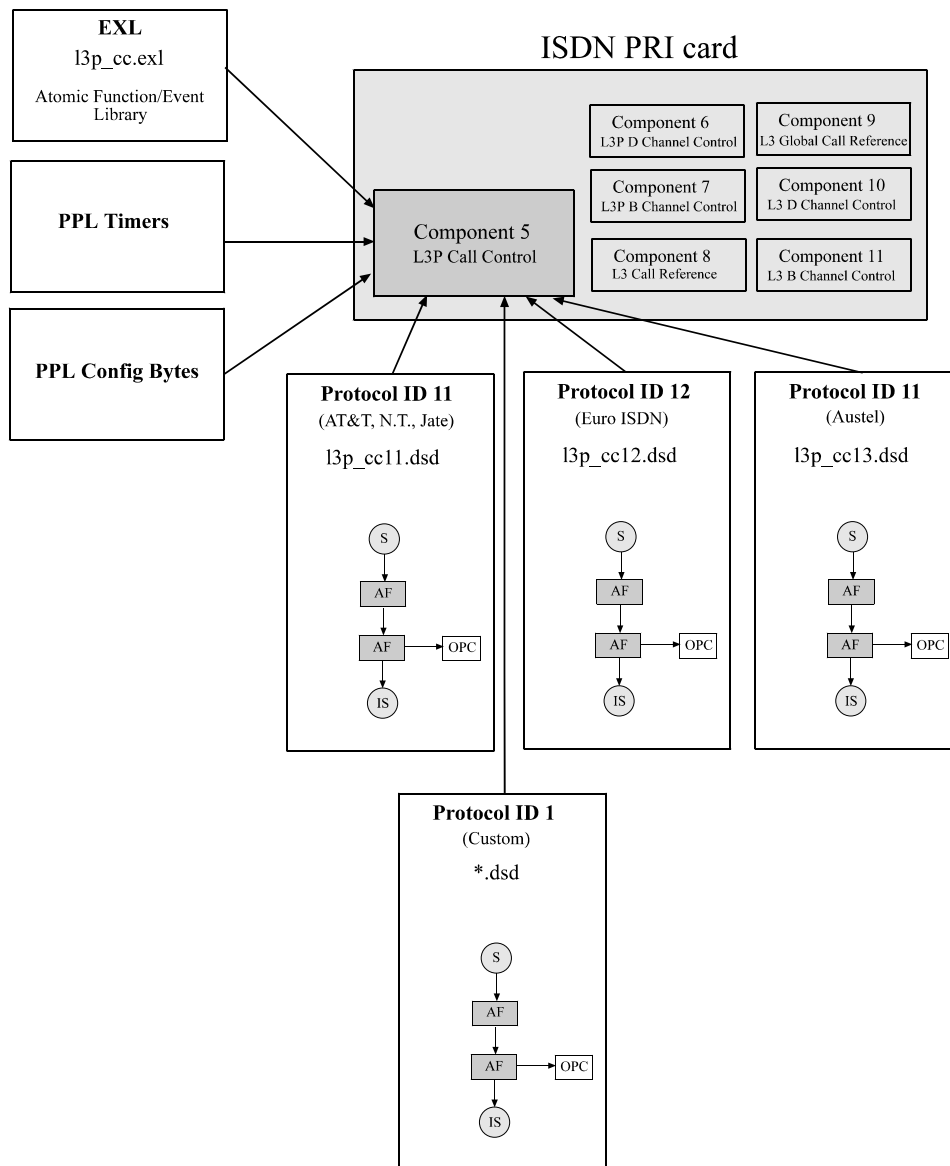 EXL
l3p_cc.exl
Atomic Function/Event
Library
ISDN PRI card
Component 6
L3P D Channel Control
Component 9
L3 Global Call Reference
Component 7
L3P B Channel Control
Component 10
L3 D Channel Control
Component 8
L3 Call Reference
Component 11
L3 B Channel Control
PPL Timers
Component 5
L3P Call Control
PPL Config Bytes
Protocol ID 11
(AT&T, N.T., Jate)
l3p_cc11.dsd
S
AF
AF
OPC
IS
Protocol ID 12
(Euro ISDN)
l3p_cc12.dsd
S
AF
AF
OPC
IS
Protocol ID 11
(Austel)
l3p_cc13.dsd
S
AF
AF
OPC
IS
Protocol ID 1
(Custom)
*.dsd
S
AF
AF
OPC
IS